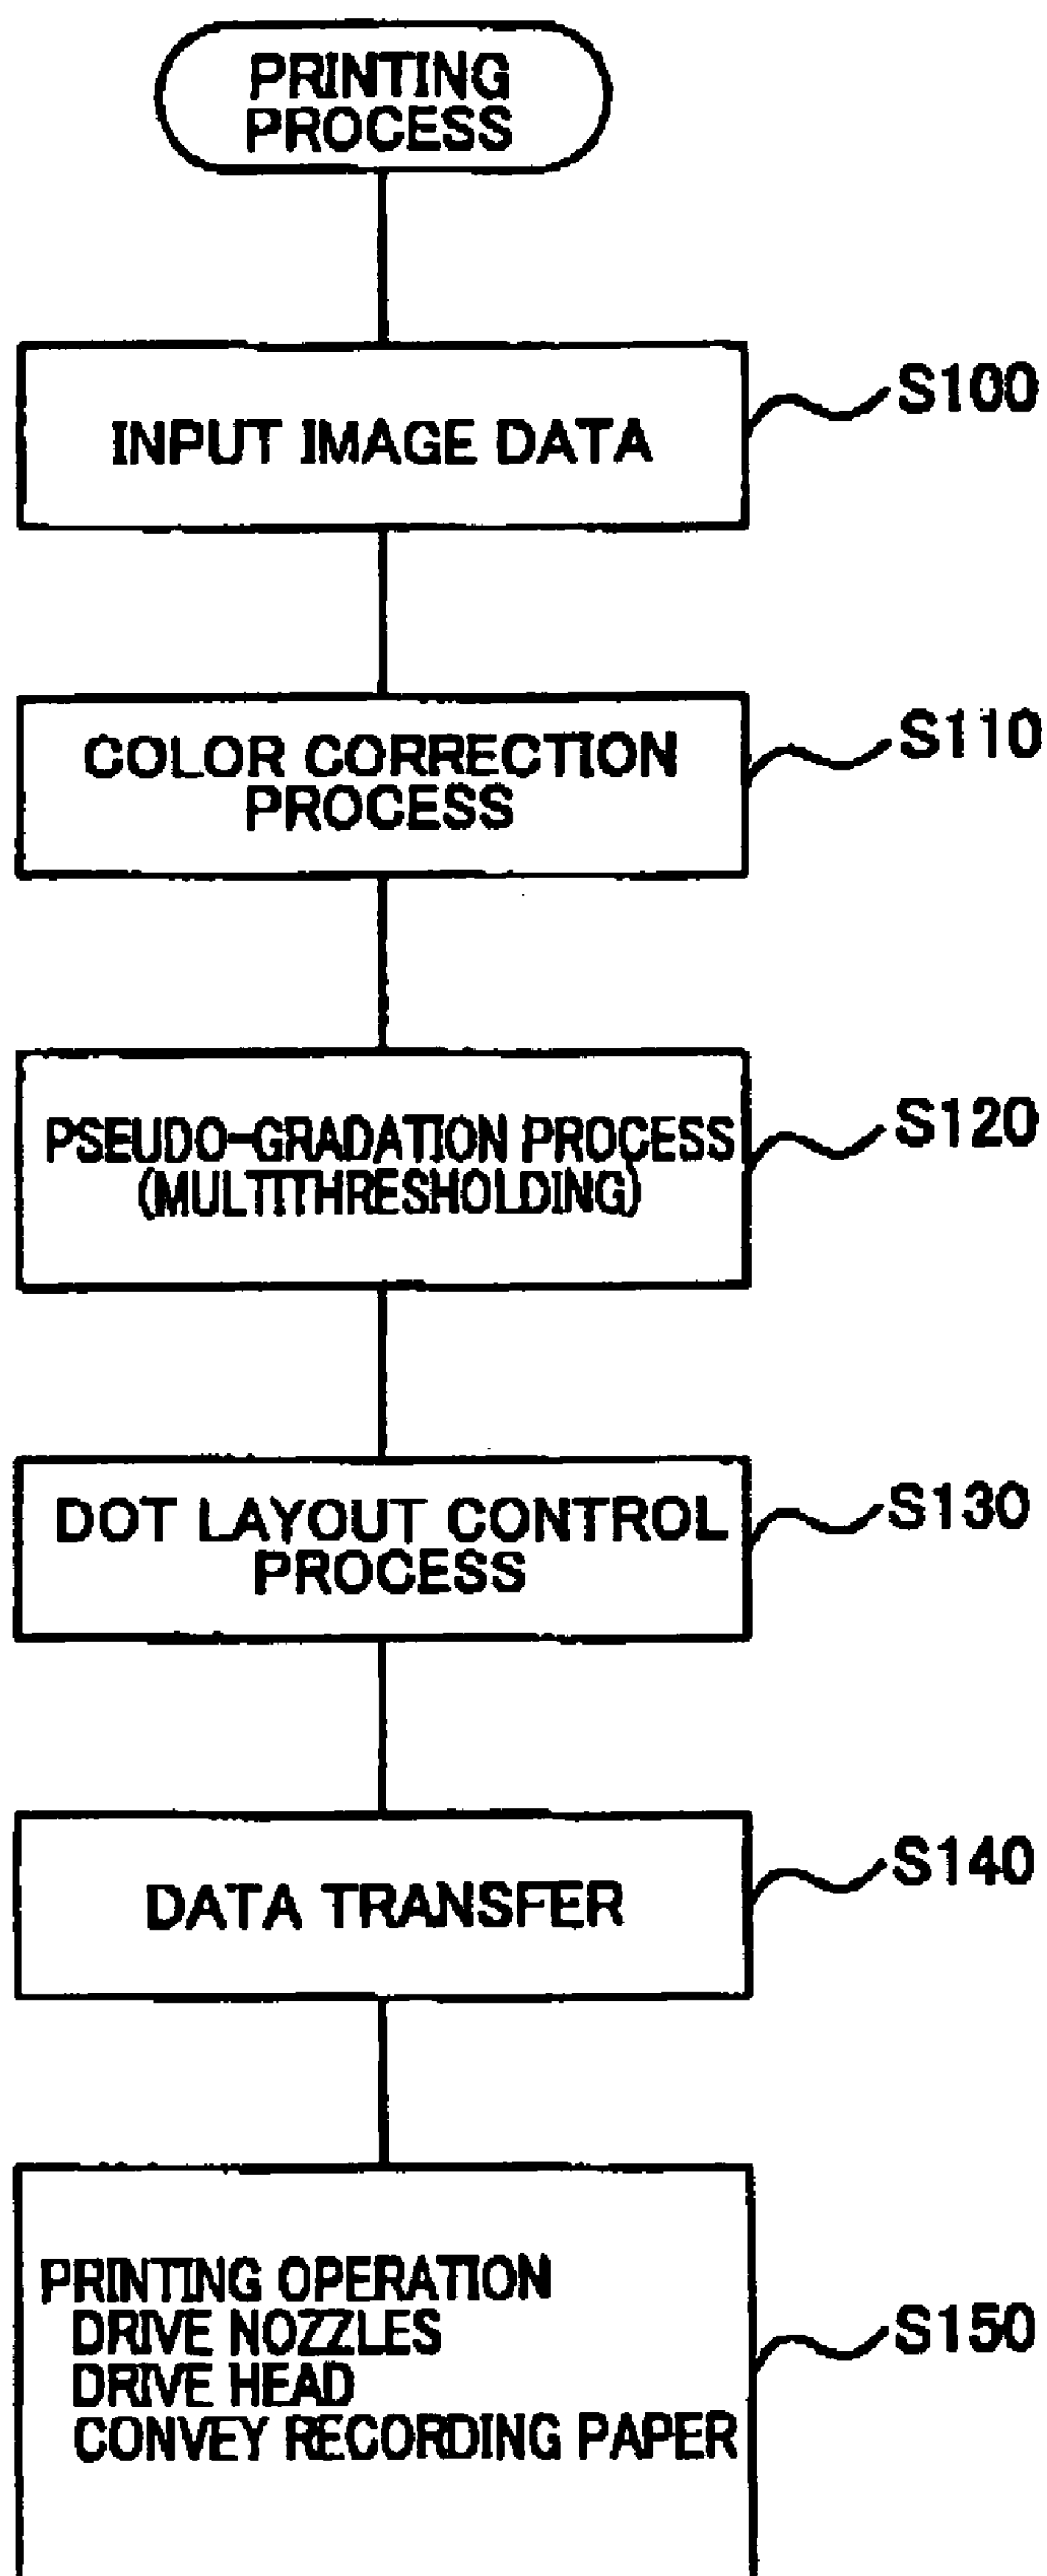 PRINTING
PROCESS
S100
INPUT IMAGE DATA
S110
COLOR CORRECTION
PROCESS
S120
PSEUDO-GRADATION PROCESS
(MULTITHRESHOLDING)
S130
DOT LAYOUT CONTROL
PROCESS
S140
DATA TRANSFER
PRINTING OPERATION
DRIVE NOZZLES
S150
DRIVE HEAD
CONVEY RECORDING PAPER